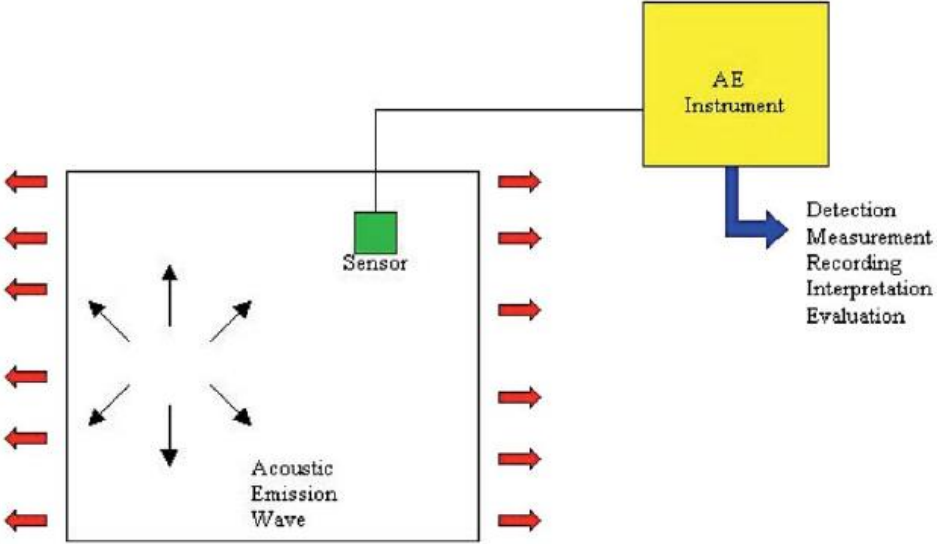 AE
Instrument
Sensor
Detection
Measurement
Recording
Interpretation
Evaluation
Acoustic
Emission
Wave